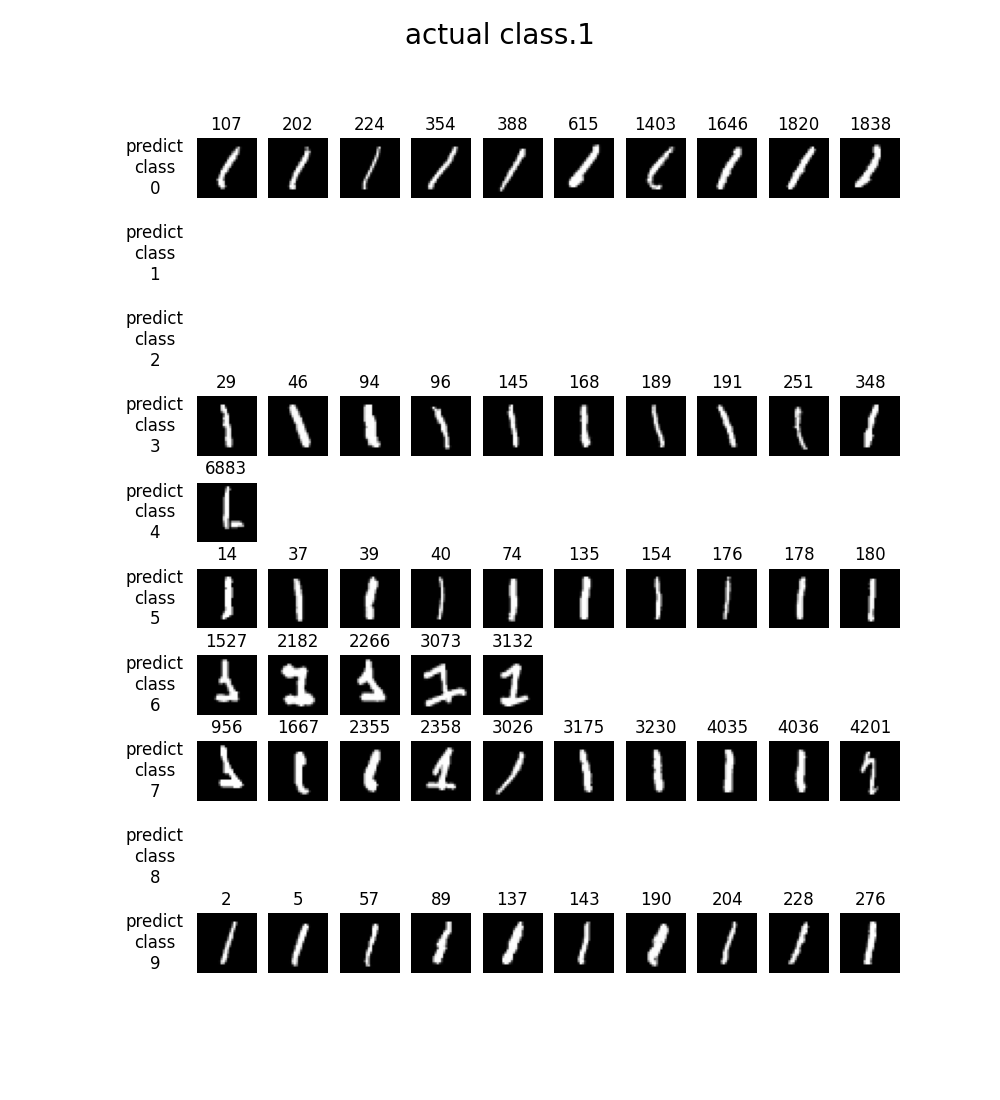 actual class.1
107 202 224 354 388 615 1403 1646 1820 1838
predict
class
0
predict
class
1
predict
class
2
29 46 94 96 145 168 189 191 251 348
predict
class
3
6883
predict
class
4
14 37 39 40 74 135 154 176 178 180
predict
class
5
1527 2182 2266 3073 3132
predict
class
6
956 1667 2355 2358 3026 3175 3230 4035 4036 4201
predict
class
7
predict
class
8
2 5 57 89 137 143 190 204 228 276
predict
class
9